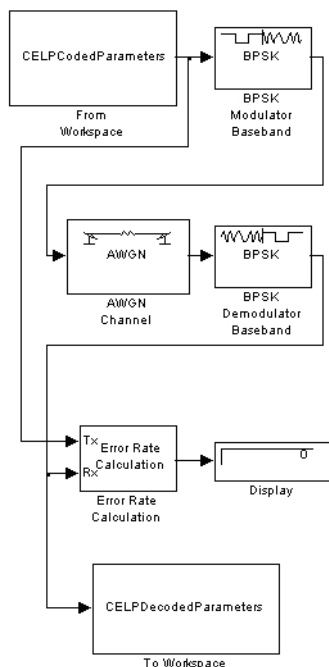 CELPCodedParameters
From
Workspace
BPSK
BPSK
Modulator
Baseband
AWGN
AWGN
Channel
BPSK
BPSK
Demodulator
Baseband
Tx
Rx
Error Rate
Calculation
Error Rate
Calculation
0
Display
CELPDecodedParameters
To Workspace